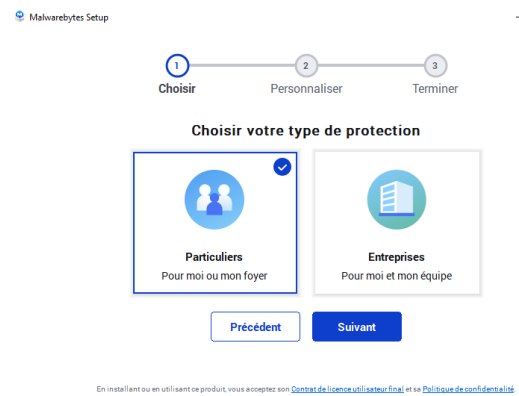 Malwarebytes Setup
1 2 3
Choisir Personnaliser Terminer
Choisir votre type de protection
Particuliers
Pour moi ou mon foyer
Entreprises
Pour moi et mon équipe
Précédent Suivant
En installant ou en utilisant ce produit, vous acceptez son Contrat de licence utilisateur final et sa Politique de confidentialité.